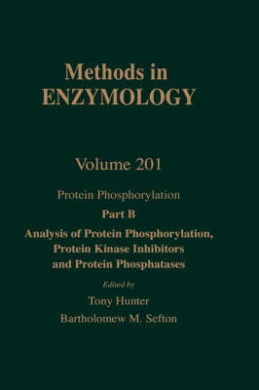 Methods in
ENZYMOLOGY
Volume 201
Protein Phosphorylation
Part B
Analysis of Protein Phosphorylation,
Protein Kinase Inhibitors
and Protein Phosphatases
Edited by
Tony Hunter
Bartholomew M. Sefton